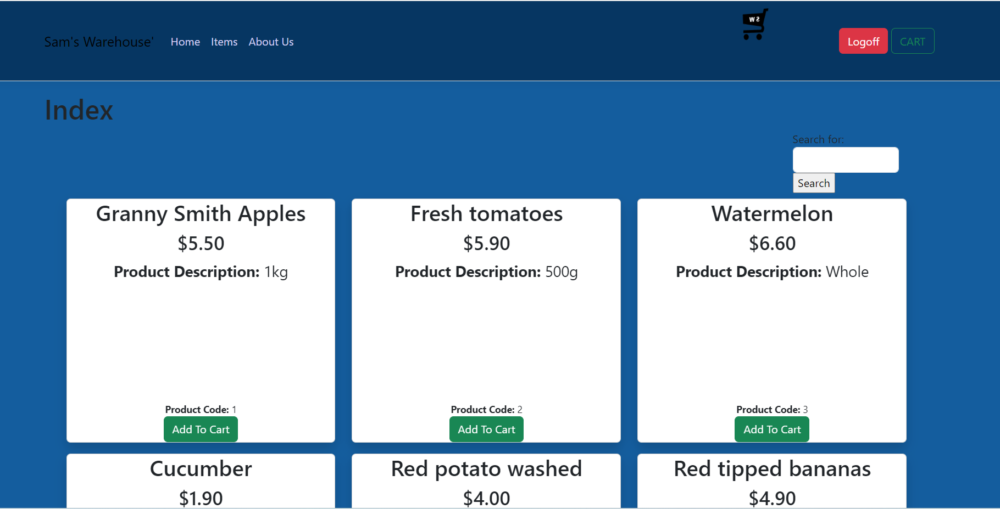 WS
Sam's Warehouse' Home Items About Us Logoff CART
Index
Search for:
Search
Granny Smith Apples
$5.50
Product Description: 1kg
Product Code: 1
Add To Cart
Fresh tomatoes
$5.90
Product Description: 500g
Product Code: 2
Add To Cart
Watermelon
$6.60
Product Description: Whole
Product Code: 3
Add To Cart
Cucumber
$1.90
Red potato washed
$4.00
Red tipped bananas
$4.90